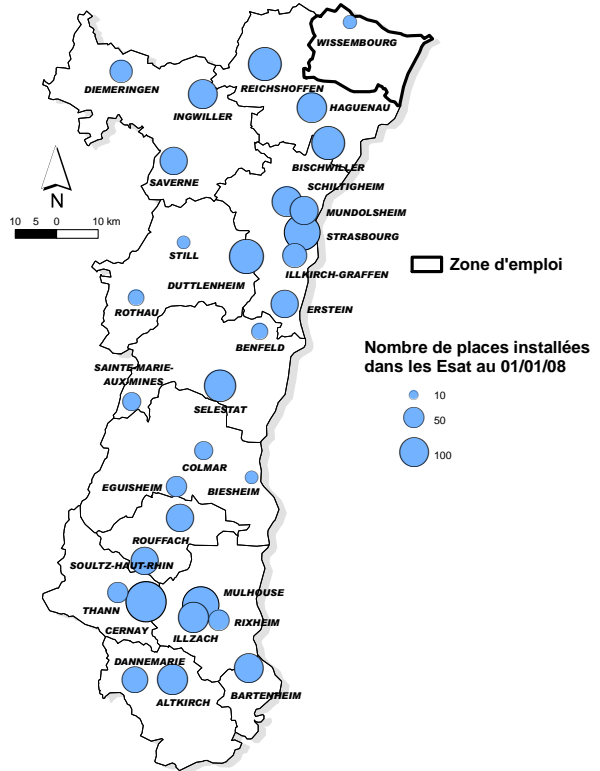 WISSEMBOURG
DIEMERINGEN
REICHSHOFFEN
INGWILLER
HAGUENAU
BISCHWILLER
SAVERNE
SCHILTIGHEIM
N
MUNDOLSHEIM
10 5 0 10 km
STRASBOURG
STILL
ILLKIRCH-GRAFFEN
Zone d'emploi
DUTTLENHEIM
ROTHAU
ERSTEIN
BENFELD
Nombre de places installées
dans les Esat au 01/01/08
SAINTE-MARIE-
AUX-MINES
10
SELESTAT
50
100
COLMAR
EGUISHEIM
BIESHEIM
ROUFFACH
SOULTZ-HAUT-RHIN
MULHOUSE
THANN
RIXHEIM
CERNAY
ILLZACH
DANNEMARIE
BARTENHEIM
ALTKIRCH